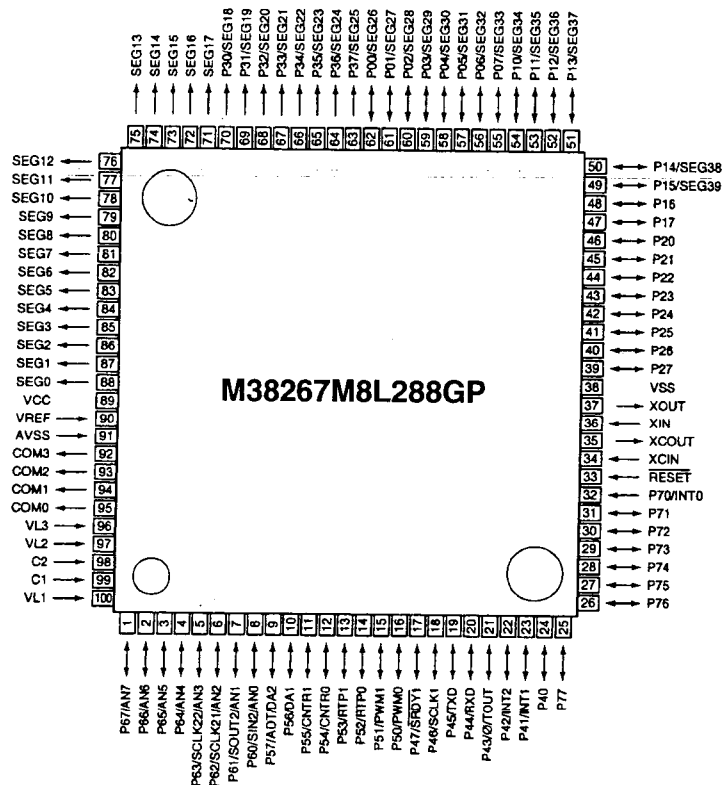 SEG13
SEG14
SEG15
SEG16
SEG17
P30/SEG18
P31/SEG19
P32/SEG20
P33/SEG21
P34/SEG22
P35/SEG23
P36/SEG24
P37/SEG25
P00/SEG26
P01/SEG27
P02/SEG28
P03/SEG29
P04/SEG30
P05/SEG31
P06/SEG32
P07/SEG33
P10/SEG34
P11/SEG35
P12/SEG36
P13/SEG37
75 74 73 72 71 70 69 68 67 66 65 64 63 62 61 60 59 58 57 56 55 54 53 52 51
SEG12 76
SEG11 77
SEG10 78
SEG9 79
SEG8 80
SEG7 81
SEG6 82
SEG5 83
SEG4 84
SEG3 85
SEG2 86
SEG1 87
SEG0 88
VCC 89
VREF 90
AVSS 91
COM3 92
COM2 93
COM1 94
COM0 95
VL3 96
VL2 97
C2 98
C1 99
VL1 100
M38267M8L288GP
50 P14/SEG38
49 P15/SEG39
48 P16
47 P17
46 P20
45 P21
44 P22
43 P23
42 P24
41 P25
40 P26
39 P27
38 VSS
37 XOUT
36 XIN
35 XCOUT
34 XCIN
33 RESET
32 P70/INT0
31 P71
30 P72
29 P73
28 P74
27 P75
26 P76
1 2 3 4 5 6 7 8 9 10 11 12 13 14 15 16 17 18 19 20 21 22 23 24 25
P67/AN7
P66/AN6
P65/AN5
P64/AN4
P63/SCLK22/AN3
P62/SCLK21/AN2
P61/SOUT2/AN1
P60/SIN2/AN0
P57/ADT/DA2
P56/DA1
P55/CNTR1
P54/CNTR0
P53/RTP1
P52/RTP0
P51/PWM1
P50/PWM0
P47/SRDY1
P46/SCLK1
P45/TXD
P44/RXD
P43/Ø/TOUT
P42/INT2
P41/INT1
P40
P77